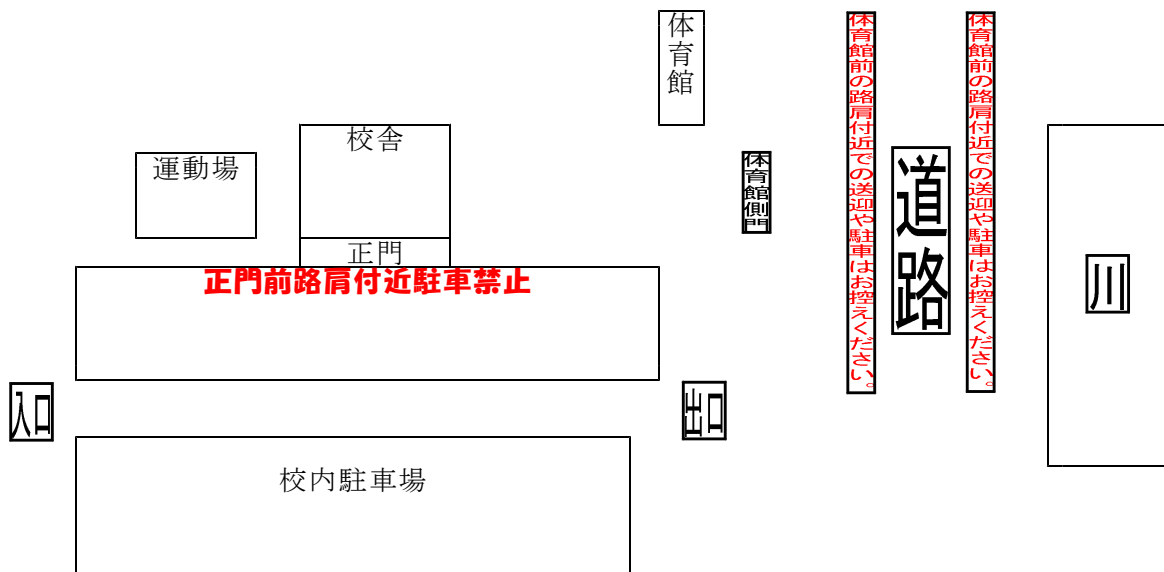 体育館
体育館前の路肩付近での送迎や駐車はお控えください。
体育館前の路肩付近での送迎や駐車はお控えください。
校舎
運動場
体育館側門
道路
正門
川
正門前路肩付近駐車禁止
入口
出口
校内駐車場